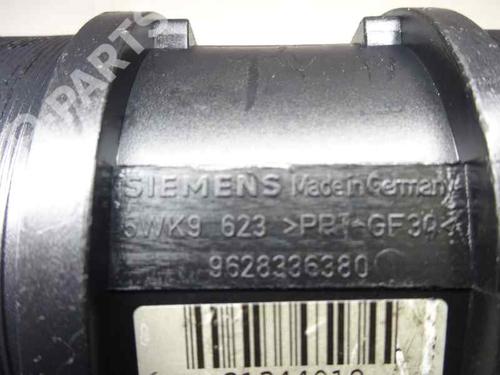 SIEMENS Made in Germany
5WK9 623 >PBT-GF30<
9628336380